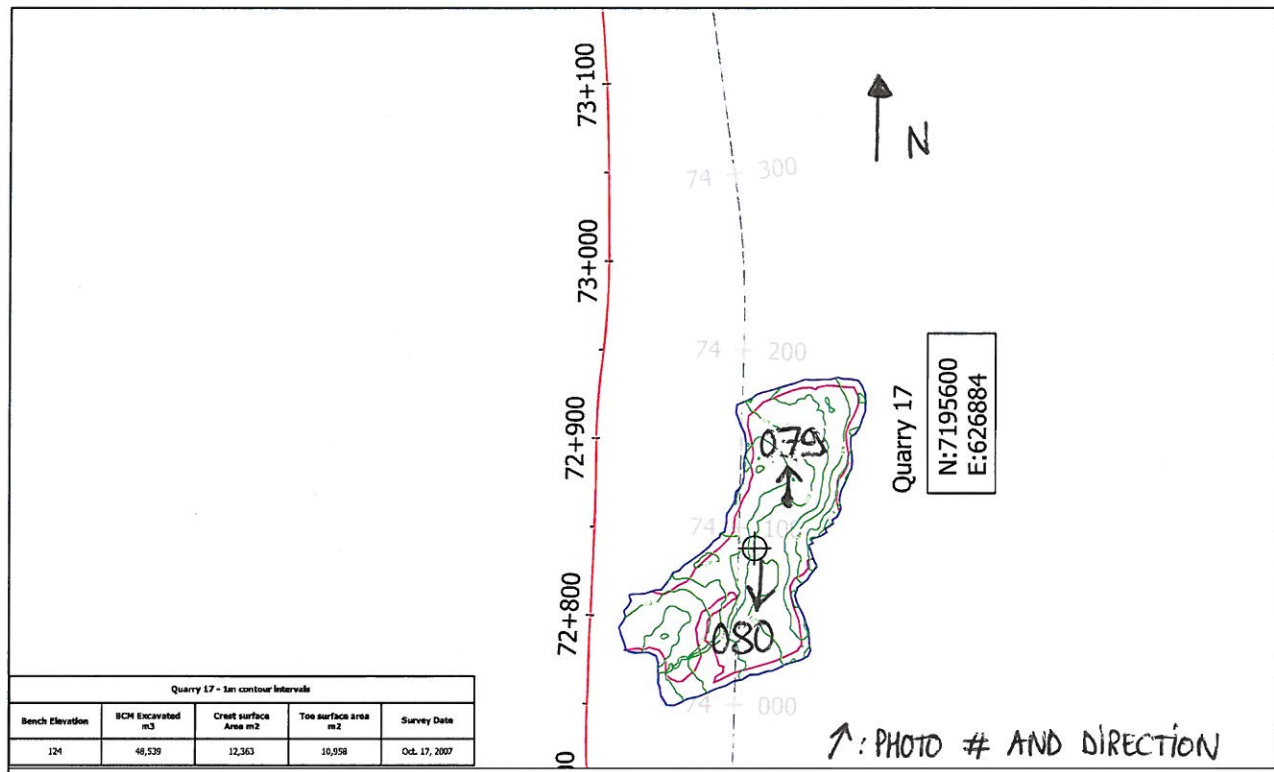 73+100
N
74 300
73+000
74 200
72+900
Quarry 17
N:7195600
E:626884
079
74 100
72+800
080
74 000
↑: PHOTO # AND DIRECTION
Quarry 17 - 1m contour intervals
Bench Elevation BCM Excavated m3 Crest surface Area m2 Toe surface area m2 Survey Date
124 48,539 12,363 10,958 Oct. 17, 2007